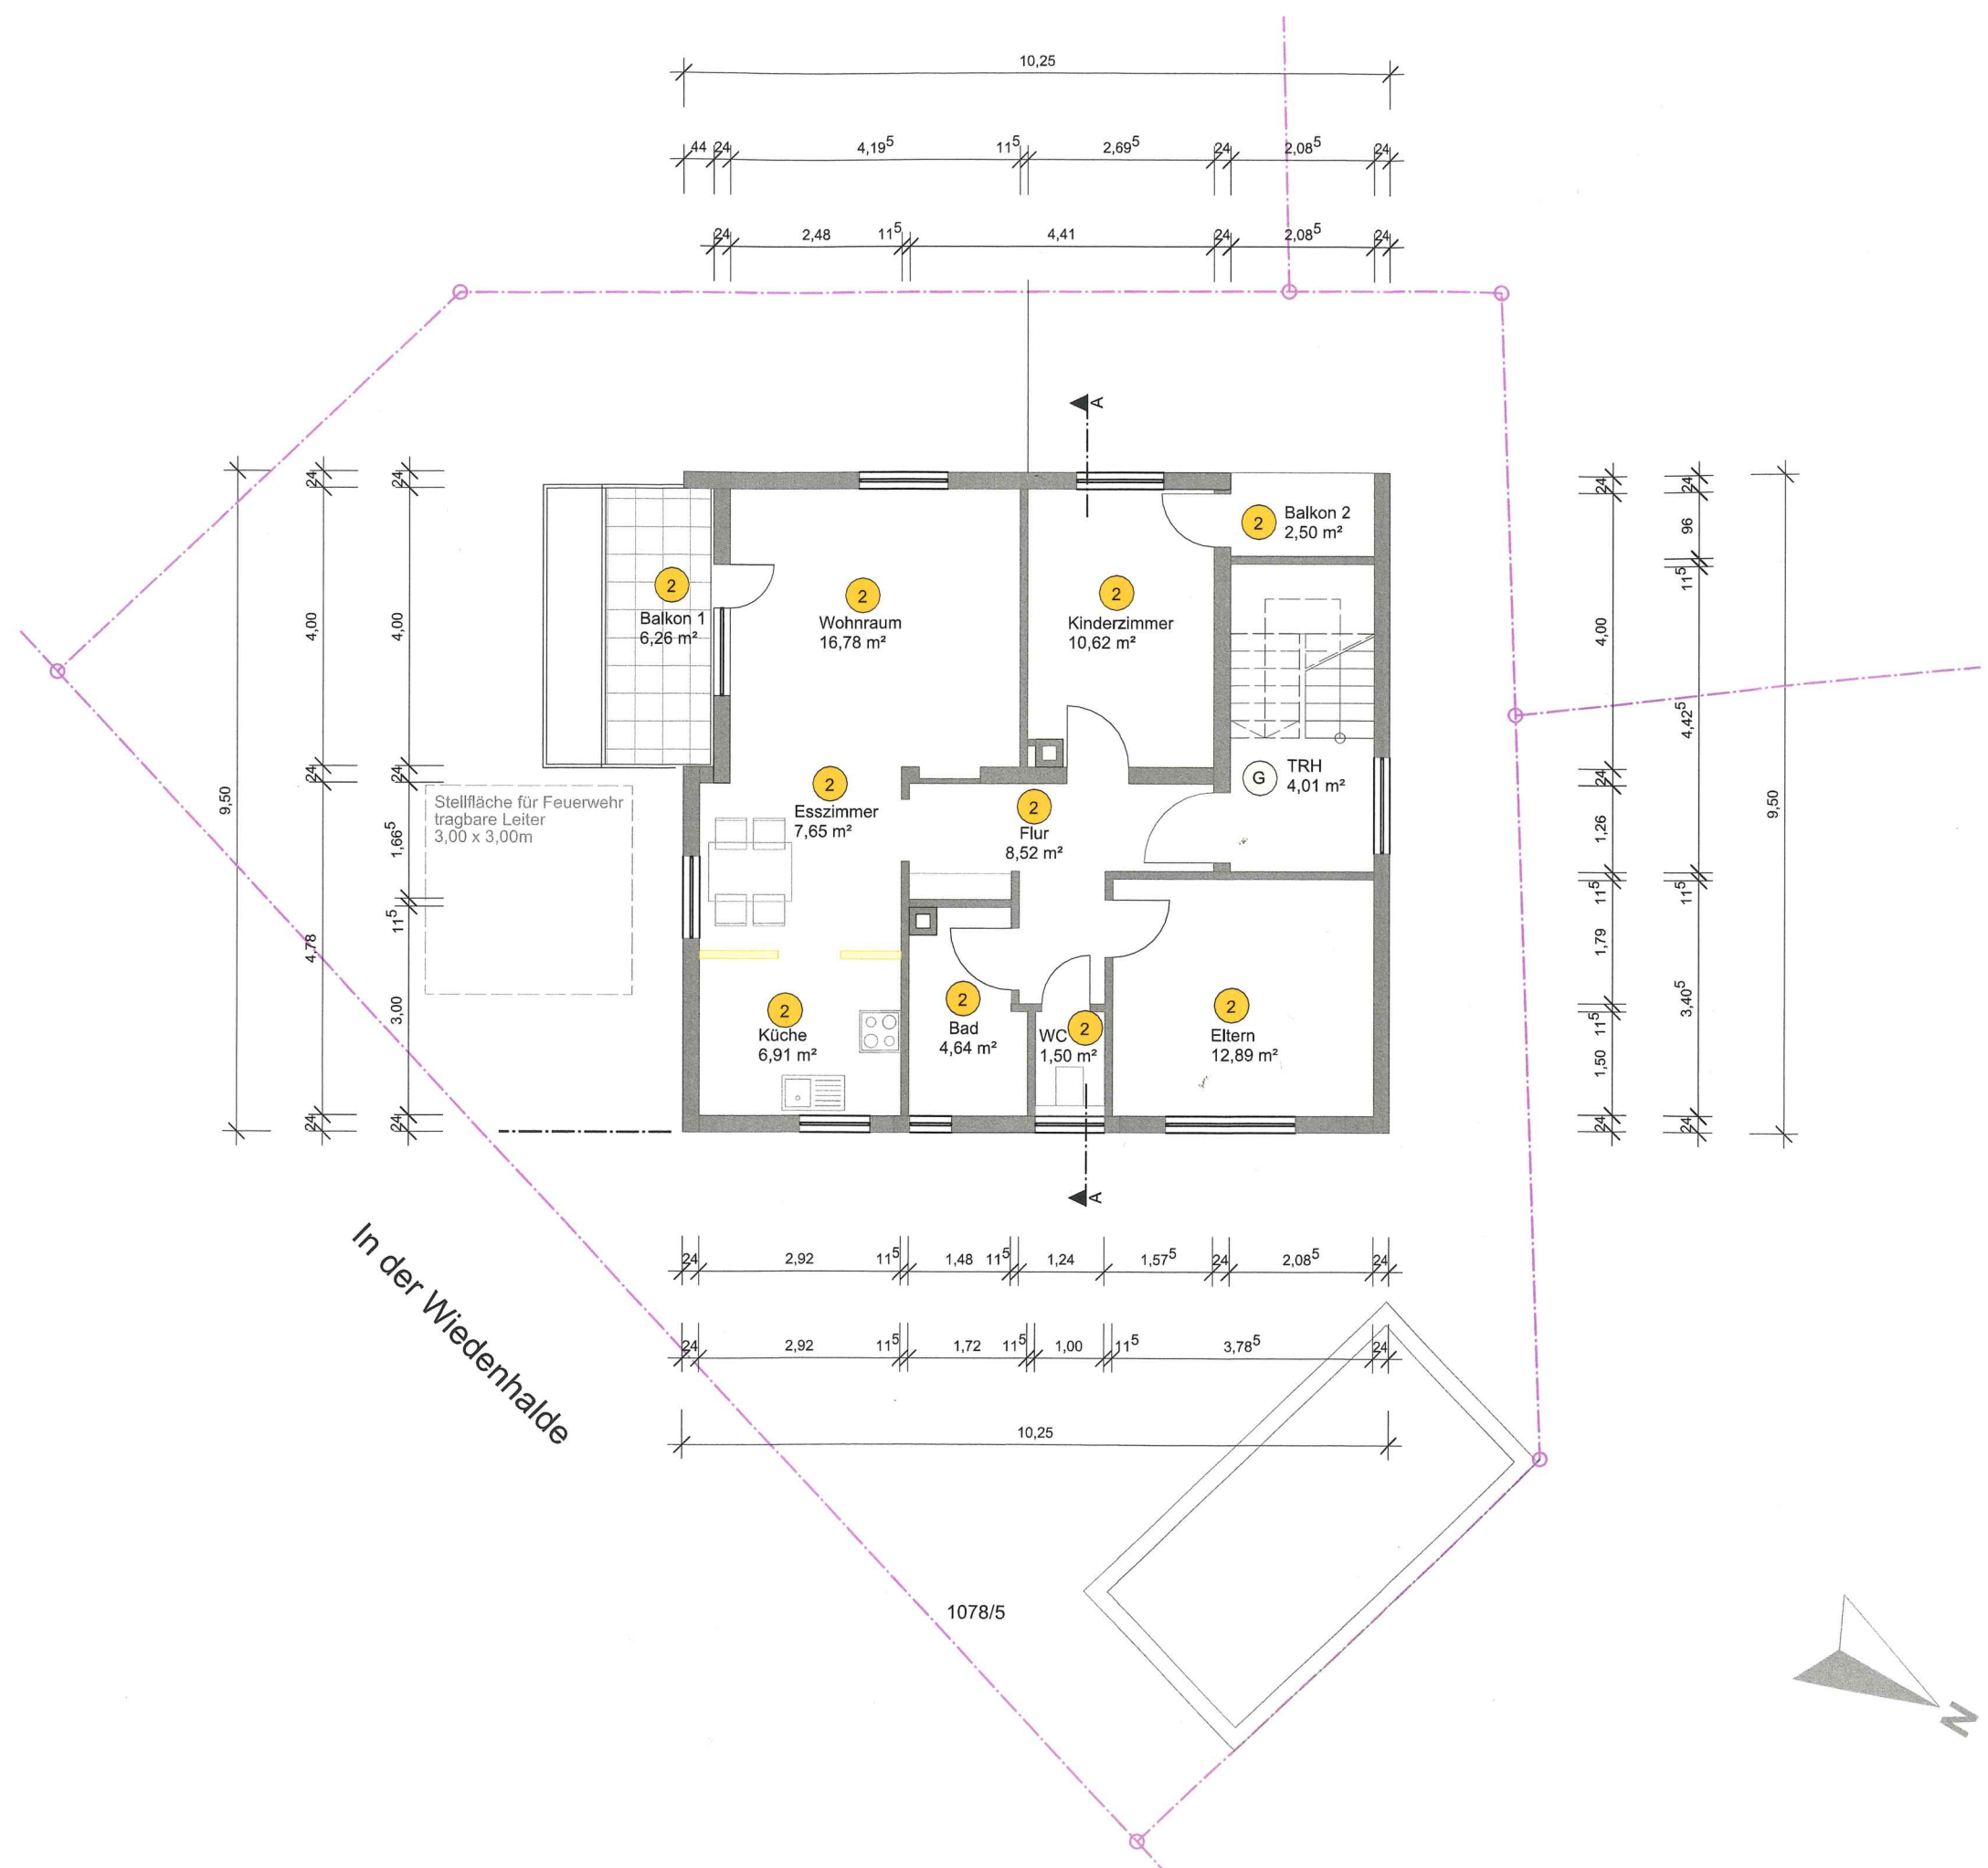 10,25
44 24 4,19⁵ 11⁵ 2,69⁵ 24 2,08⁵ 24
24 2,48 11⁵ 4,41 24 2,08⁵ 24
A
2
Balkon 1
6,26 m²
2
Wohnraum
16,78 m²
2
Kinderzimmer
10,62 m²
2
Balkon 2
2,50 m²
2
Esszimmer
7,65 m²
2
Flur
8,52 m²
G
TRH
4,01 m²
Stellfläche für Feuerwehr
tragbare Leiter
3,00 x 3,00m
2
Küche
6,91 m²
2
Bad
4,64 m²
2
WC
1,50 m²
2
Eltern
12,89 m²
A
9,50
24 4,00 24 4,78 24
24 4,00 24 1,66⁵ 11⁵ 3,00 24
24 4,00 24 1,26 11⁵ 1,79 11⁵ 1,50 24
24 96 11⁵ 4,42⁵ 11⁵ 3,40⁵ 24
9,50
24 2,92 11⁵ 1,48 11⁵ 1,24 1,57⁵ 24 2,08⁵ 24
24 2,92 11⁵ 1,72 11⁵ 1,00 11⁵ 3,78⁵ 24
10,25
In der Wiedenhalde
1078/5
N